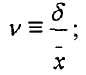 ν ≡ δ / x̄ ;